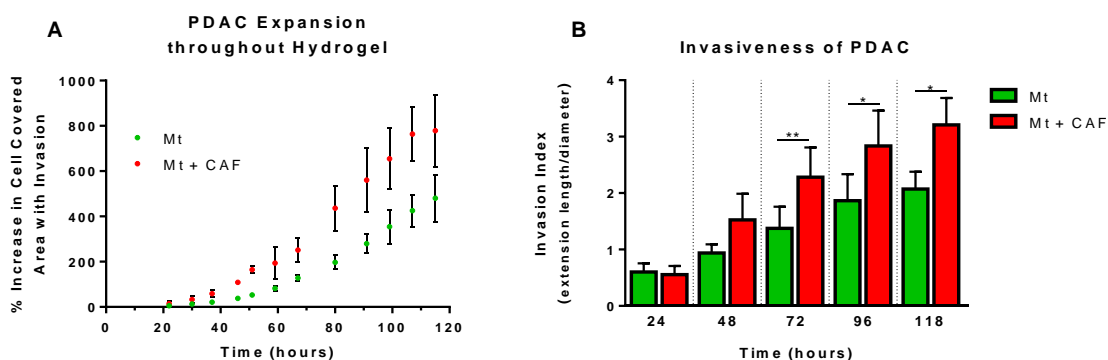 A
PDAC Expansion
throughout Hydrogel
% Increase in Cell Covered
Area with Invasion
1000
800
600
400
200
0
Mt
Mt + CAF
0 20 40 60 80 100 120
Time (hours)
B
Invasiveness of PDAC
Invasion Index
(extension length/diameter)
4
3
2
1
0
** * *
Mt
Mt + CAF
24 48 72 96 118
Time (hours)